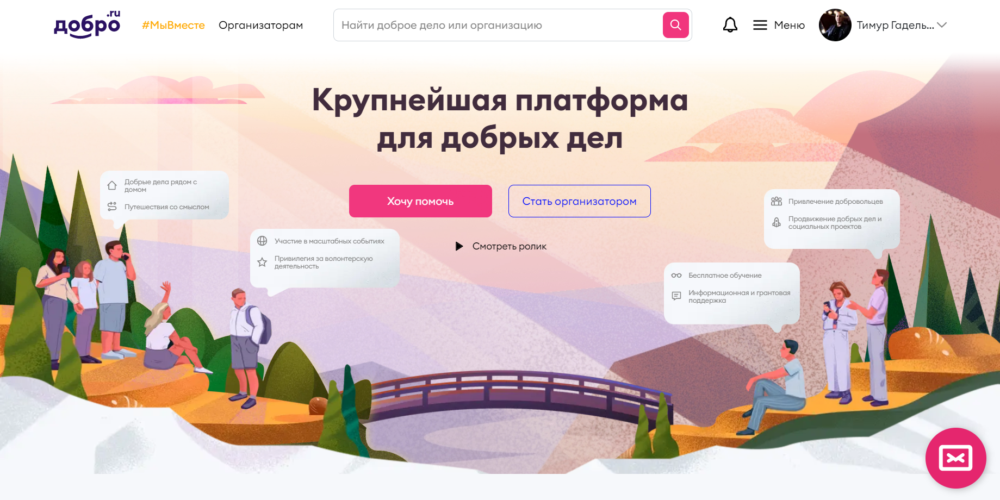 добро.ru
#МыВместе
Организаторам
Найти доброе дело или организацию
Меню
Тимур Гадель...
Крупнейшая платформа
для добрых дел
Хочу помочь
Стать организатором
Смотреть ролик
Добрые дела рядом с
домом
Путешествия со смыслом
Участие в масштабных событиях
Привилегия за волонтерскую
деятельность
Привлечение добровольцев
Продвижение добрых дел и
социальных проектов
Бесплатное обучение
Информационная и грантовая
поддержка